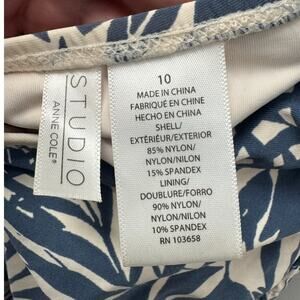 STUDIO
ANNE COLE®
10
MADE IN CHINA
FABRIQUÉ EN CHINE
HECHO EN CHINA
SHELL/
EXTÉRIEUR/EXTERIOR
85% NYLON/
NYLON/NILON
15% SPANDEX
LINING/
DOUBLURE/FORRO
90% NYLON/
NYLON/NILON
10% SPANDEX
RN 103658